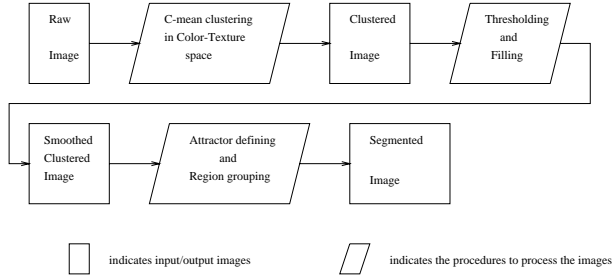 Raw
Image
C-mean clustering
in Color-Texture
space
Clustered
Image
Thresholding
and
Filling
Smoothed
Clustered
Image
Attractor defining
and
Region grouping
Segmented
Image
indicates input/output images
indicates the procedures to process the images